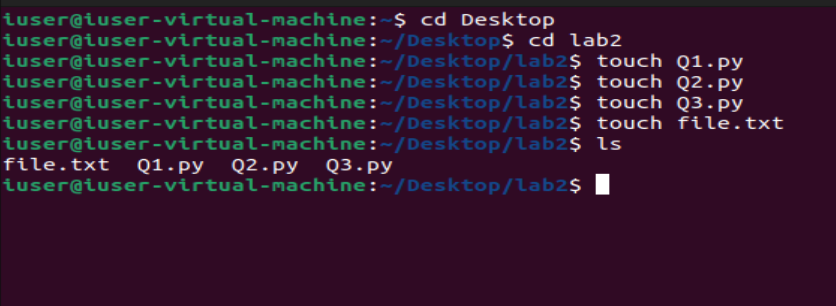 iuser@iuser-virtual-machine:~$ cd Desktop
iuser@iuser-virtual-machine:~/Desktop$ cd lab2
iuser@iuser-virtual-machine:~/Desktop/lab2$ touch Q1.py
iuser@iuser-virtual-machine:~/Desktop/lab2$ touch Q2.py
iuser@iuser-virtual-machine:~/Desktop/lab2$ touch Q3.py
iuser@iuser-virtual-machine:~/Desktop/lab2$ touch file.txt
iuser@iuser-virtual-machine:~/Desktop/lab2$ ls
file.txt  Q1.py  Q2.py  Q3.py
iuser@iuser-virtual-machine:~/Desktop/lab2$